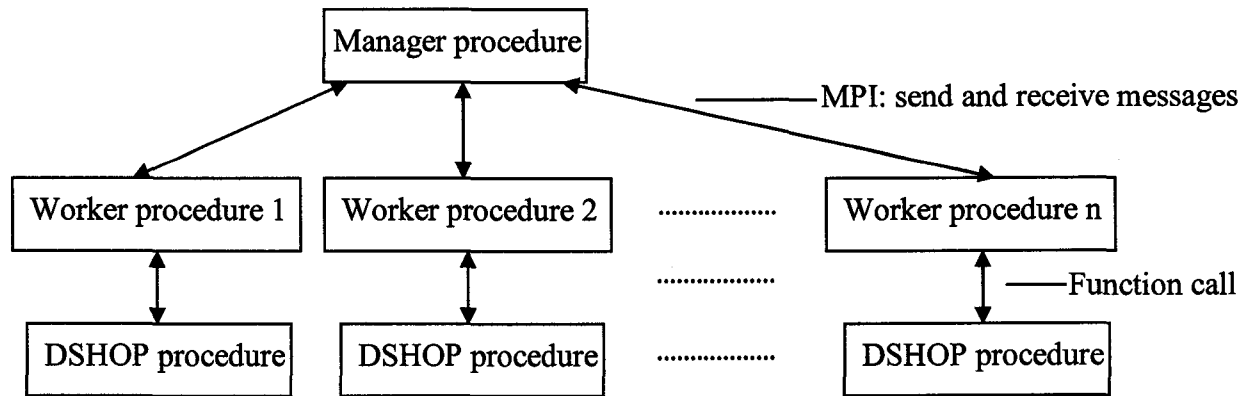 Manager procedure
MPI: send and receive messages
Worker procedure 1
Worker procedure 2
Worker procedure n
Function call
DSHOP procedure
DSHOP procedure
DSHOP procedure